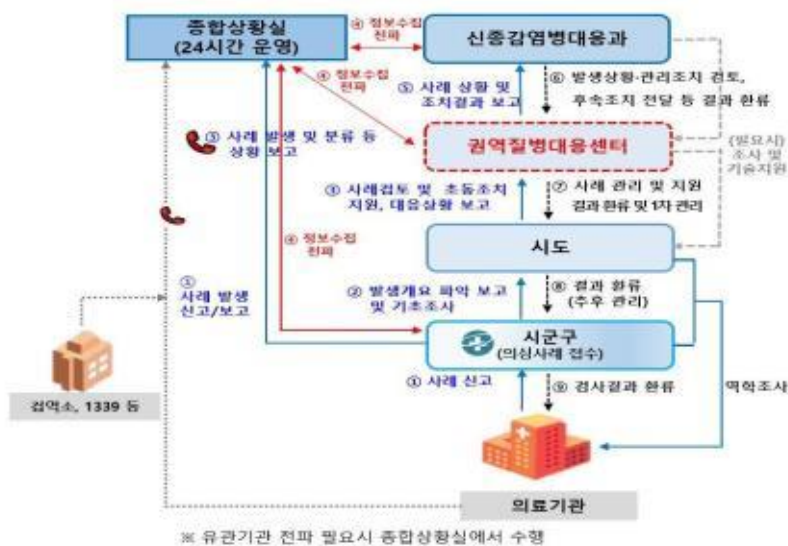 종합상황실
(24시간 운영)
④ 정보수집
전파
신종감염병대응과
④ 정보수집
전파
⑤ 사례 상황 및
조치결과 보고
⑥ 발생상황·관리조치 검토,
후속조치 전달 등 결과 환류
③ 사례 발생 및 분류 등
상황 보고
권역질병대응센터
(필요시)
조사 및
기술지원
③ 사례검토 및 초동조치
지원, 대응상황 보고
⑦ 사례 관리 및 지원
결과 환류 및 1차 관리
④ 정보수집
전파
시도
①
사례 발생
신고/보고
② 발생개요 파악 보고
및 기초조사
⑧ 결과 환류
(추후 관리)
시군구
(의심사례 접수)
① 사례 신고
⑨ 검사결과 환류
역학조사
검역소, 1339 등
의료기관
※ 유관기관 전파 필요시 종합상황실에서 수행